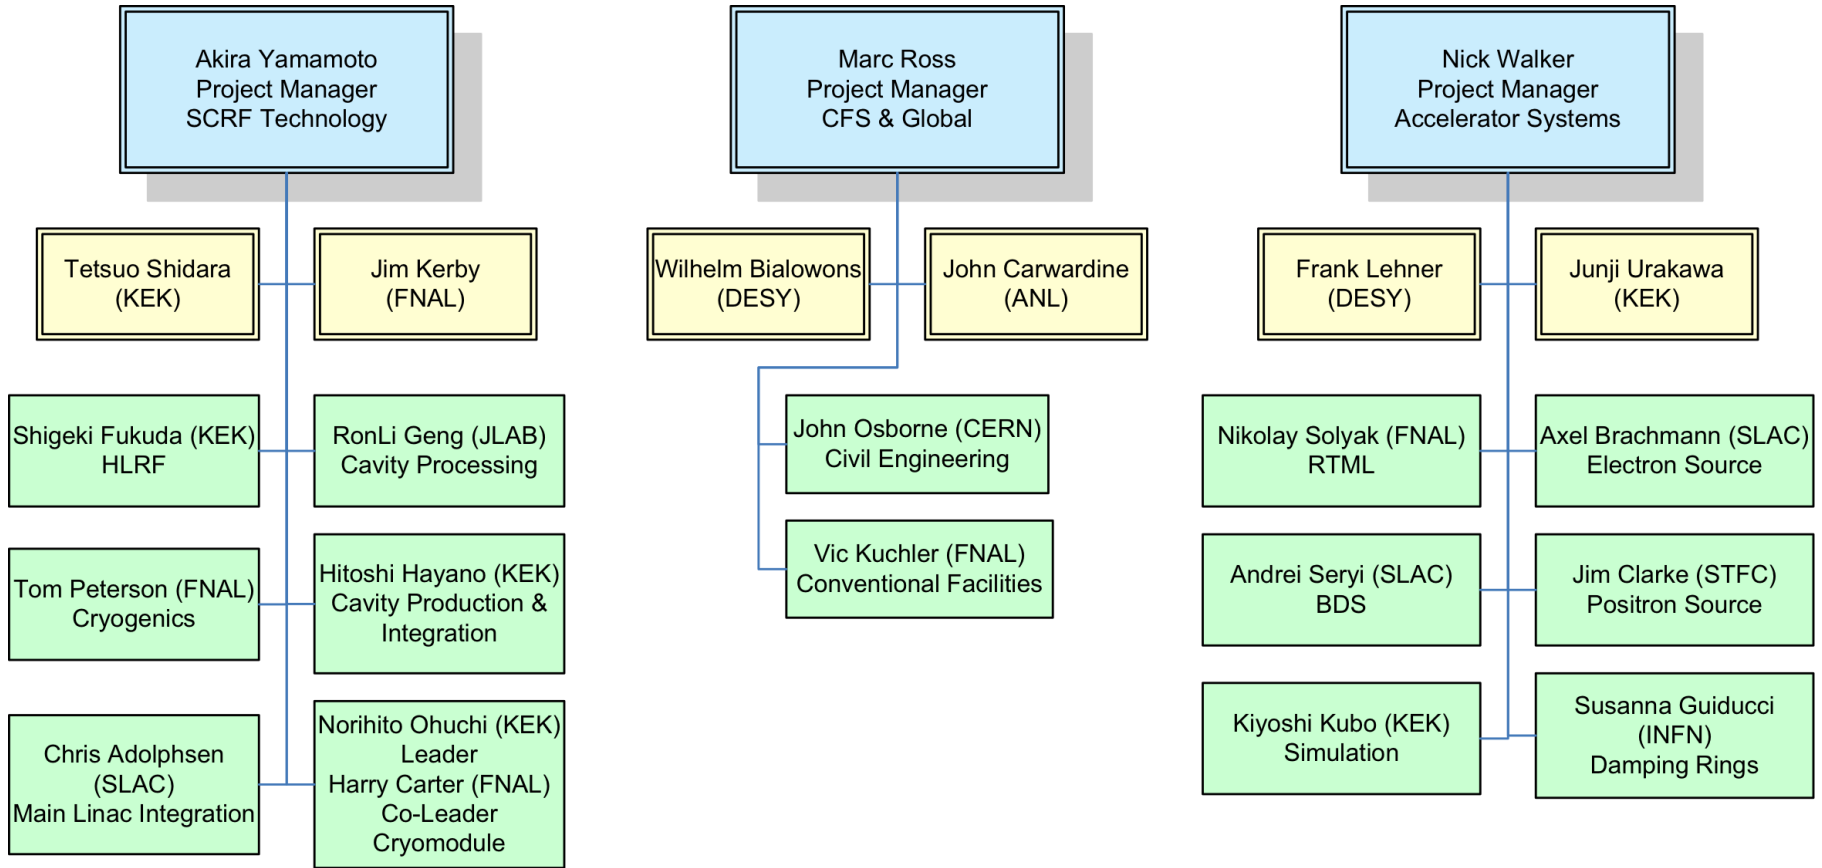 Akira Yamamoto
Project Manager
SCRF Technology
Marc Ross
Project Manager
CFS & Global
Nick Walker
Project Manager
Accelerator Systems
Tetsuo Shidara
(KEK)
Jim Kerby
(FNAL)
Wilhelm Bialowons
(DESY)
John Carwardine
(ANL)
Frank Lehner
(DESY)
Junji Urakawa
(KEK)
Shigeki Fukuda (KEK)
HLRF
RonLi Geng (JLAB)
Cavity Processing
John Osborne (CERN)
Civil Engineering
Nikolay Solyak (FNAL)
RTML
Axel Brachmann (SLAC)
Electron Source
Tom Peterson (FNAL)
Cryogenics
Hitoshi Hayano (KEK)
Cavity Production &
Integration
Vic Kuchler (FNAL)
Conventional Facilities
Andrei Seryi (SLAC)
BDS
Jim Clarke (STFC)
Positron Source
Chris Adolphsen
(SLAC)
Main Linac Integration
Norihito Ohuchi (KEK)
Leader
Harry Carter (FNAL)
Co-Leader
Cryomodule
Kiyoshi Kubo (KEK)
Simulation
Susanna Guiducci
(INFN)
Damping Rings